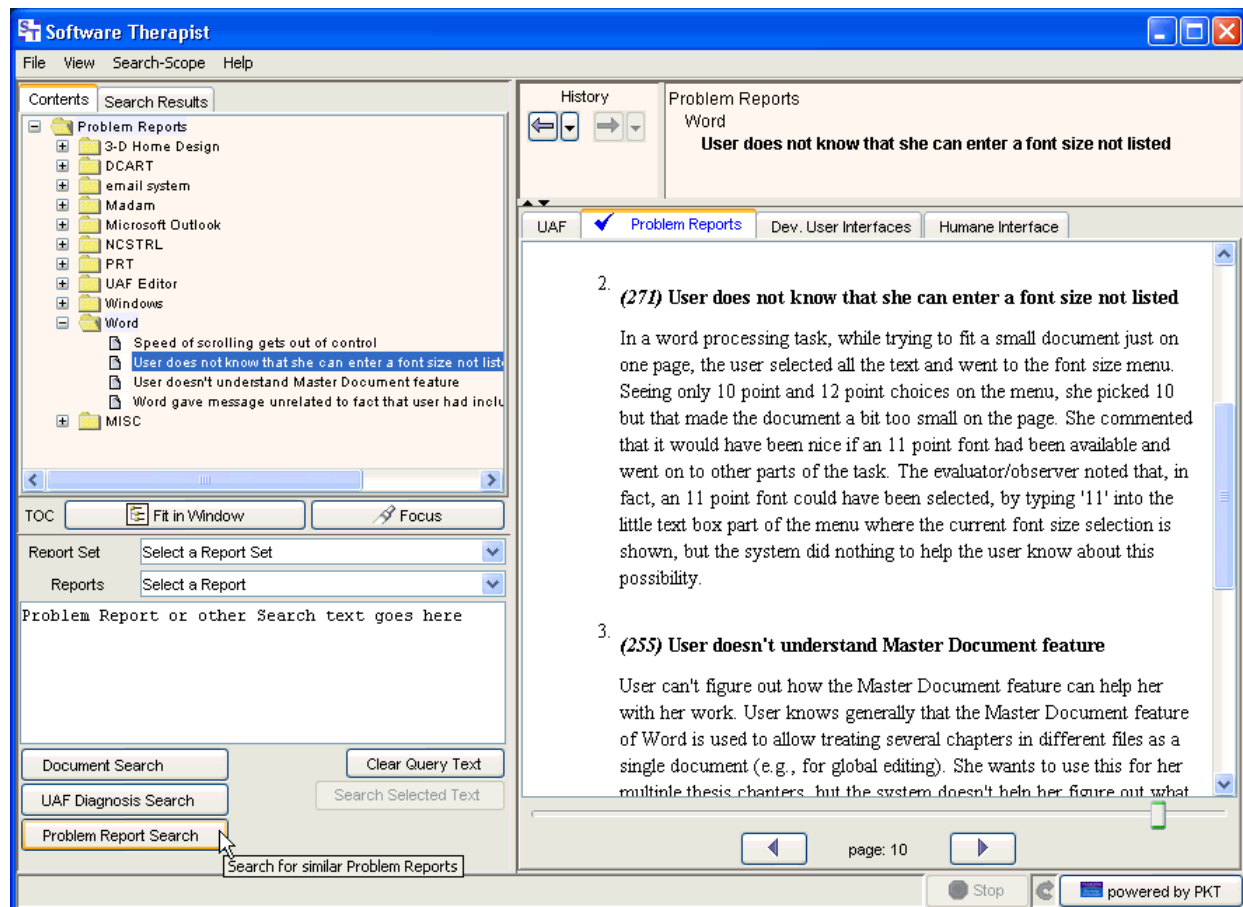 Software Therapist
File View Search-Scope Help
Contents Search Results
Problem Reports
3-D Home Design
DCART
email system
Madam
Microsoft Outlook
NCSTRL
PRT
UAF Editor
Windows
Word
Speed of scrolling gets out of control
User does not know that she can enter a font size not liste
User doesn't understand Master Document feature
Word gave message unrelated to fact that user had inclu
MISC
TOC Fit in Window Focus
Report Set Select a Report Set
Reports Select a Report
Problem Report or other Search text goes here
Document Search Clear Query Text
UAF Diagnosis Search Search Selected Text
Problem Report Search
Search for similar Problem Reports
History
Problem Reports
Word
User does not know that she can enter a font size not listed
UAF Problem Reports Dev. User Interfaces Humane Interface
2. (271) User does not know that she can enter a font size not listed
In a word processing task, while trying to fit a small document just on
one page, the user selected all the text and went to the font size menu.
Seeing only 10 point and 12 point choices on the menu, she picked 10
but that made the document a bit too small on the page. She commented
that it would have been nice if an 11 point font had been available and
went on to other parts of the task. The evaluator/observer noted that, in
fact, an 11 point font could have been selected, by typing '11' into the
little text box part of the menu where the current font size selection is
shown, but the system did nothing to help the user know about this
possibility.
3. (255) User doesn't understand Master Document feature
User can't figure out how the Master Document feature can help her
with her work. User knows generally that the Master Document feature
of Word is used to allow treating several chapters in different files as a
single document (e.g., for global editing). She wants to use this for her
multiple thesis chapters, but the system doesn't help her figure out what
page: 10
Stop powered by PKT